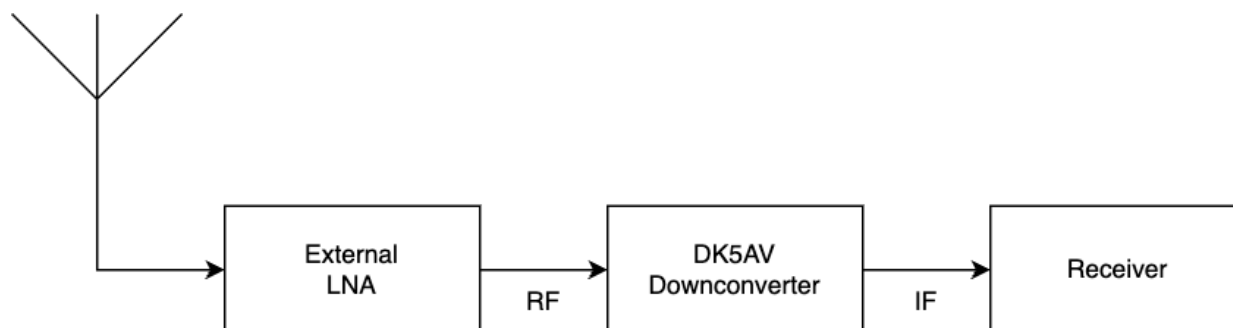 External
LNA
RF
DK5AV
Downconverter
IF
Receiver